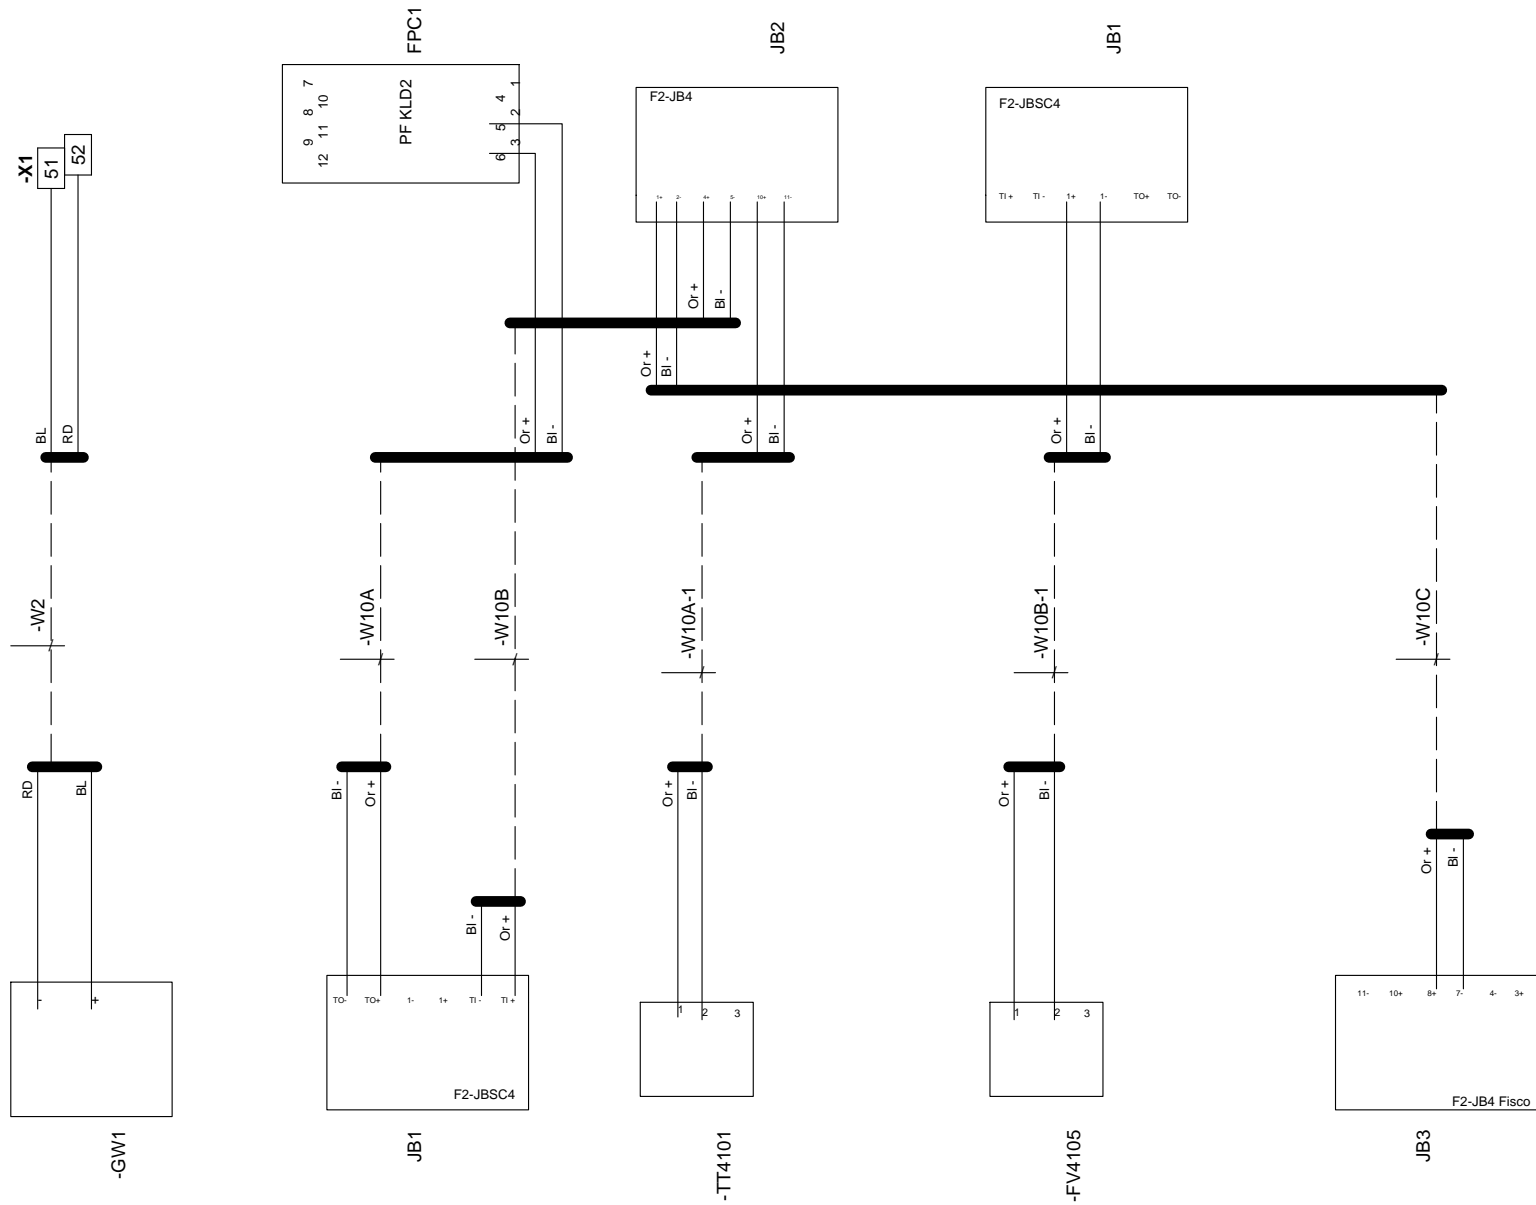 FPC1
JB2
JB1
PF KLD2
7
8
9
10
11
12
1
2
3
4
5
6
F2-JB4
1+
2-
4+
5-
10+
11-
F2-JBSC4
TI +
TI -
1+
1-
TO+
TO-
-X1
51
52
Or +
Bl -
Or +
Bl -
BL
RD
Or +
Bl -
Or +
Bl -
Or +
Bl -
-W2
-W10A
-W10B
-W10A-1
-W10B-1
-W10C
RD
BL
Bl -
Or +
Or +
Bl -
Or +
Bl -
Or +
Bl -
Bl -
Or +
-
+
TO-
TO+
1-
1+
TI -
TI +
F2-JBSC4
1
2
3
1
2
3
11-
10+
8+
7-
4-
3+
F2-JB4 Fisco
-GW1
JB1
-TT4101
-FV4105
JB3